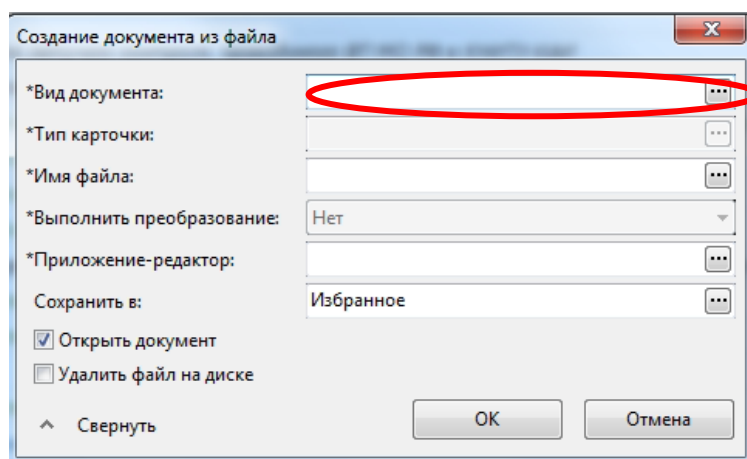 Создание документа из файла
*Вид документа:
*Тип карточки:
*Имя файла:
*Выполнить преобразование: Нет
*Приложение-редактор:
Сохранить в: Избранное
Открыть документ
Удалить файл на диске
Свернуть OK Отмена